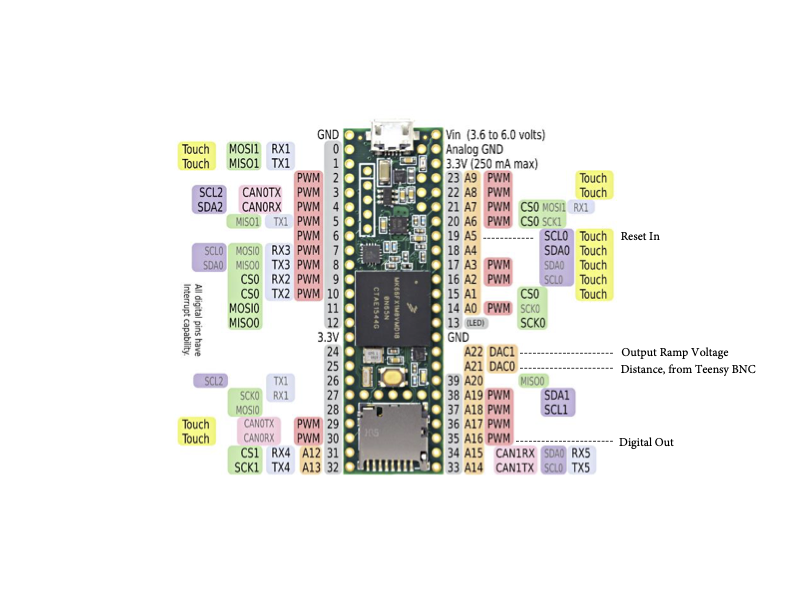 GND Vin (3.6 to 6.0 volts)
Touch MOSI1 RX1 0 Analog GND
Touch MISO1 TX1 1 3.3V (250 mA max)
PWM 2 23 A9 PWM Touch
SCL2 CAN0TX PWM 3 22 A8 PWM Touch
SDA2 CAN0RX PWM 4 21 A7 PWM CS0 MOSI1 RX1
MISO1 TX1 PWM 5 20 A6 PWM CS0 SCK1
PWM 6 19 A5 SCL0 Touch Reset In
SCL0 MOSI0 RX3 PWM 7 18 A4 SDA0 Touch
SDA0 MISO0 TX3 PWM 8 17 A3 PWM SDA0 Touch
CS0 RX2 PWM 9 16 A2 PWM SCL0 Touch
CS0 TX2 PWM 10 15 A1 CS0 Touch
MOSI0 11 14 A0 PWM SCK0
MISO0 12 13 (LED) SCK0
3.3V GND
24 A22 DAC1 Output Ramp Voltage
25 A21 DAC0 Distance, from Teensy BNC
SCL2 TX1 26 39 A20 MISO0
SCK0 RX1 27 38 A19 PWM SDA1
MOSI0 28 37 A18 PWM SCL1
Touch CAN0TX PWM 29 36 A17 PWM
Touch CAN0RX PWM 30 35 A16 PWM Digital Out
CS1 RX4 A12 31 34 A15 CAN1RX SDA0 RX5
SCK1 TX4 A13 32 33 A14 CAN1TX SCL0 TX5
All digital pins have
Interrupt capability.
MK66FX1M0VMD18
8N65N
CTAE1544G